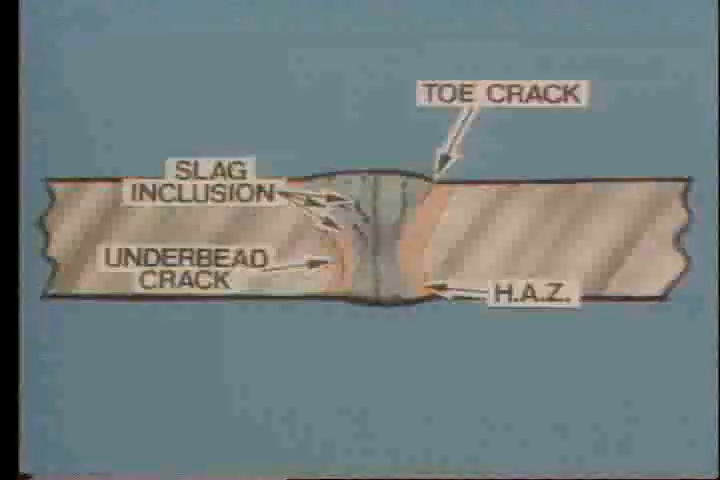 TOE CRACK
SLAG
INCLUSION
UNDERBEAD
CRACK
H.A.Z.